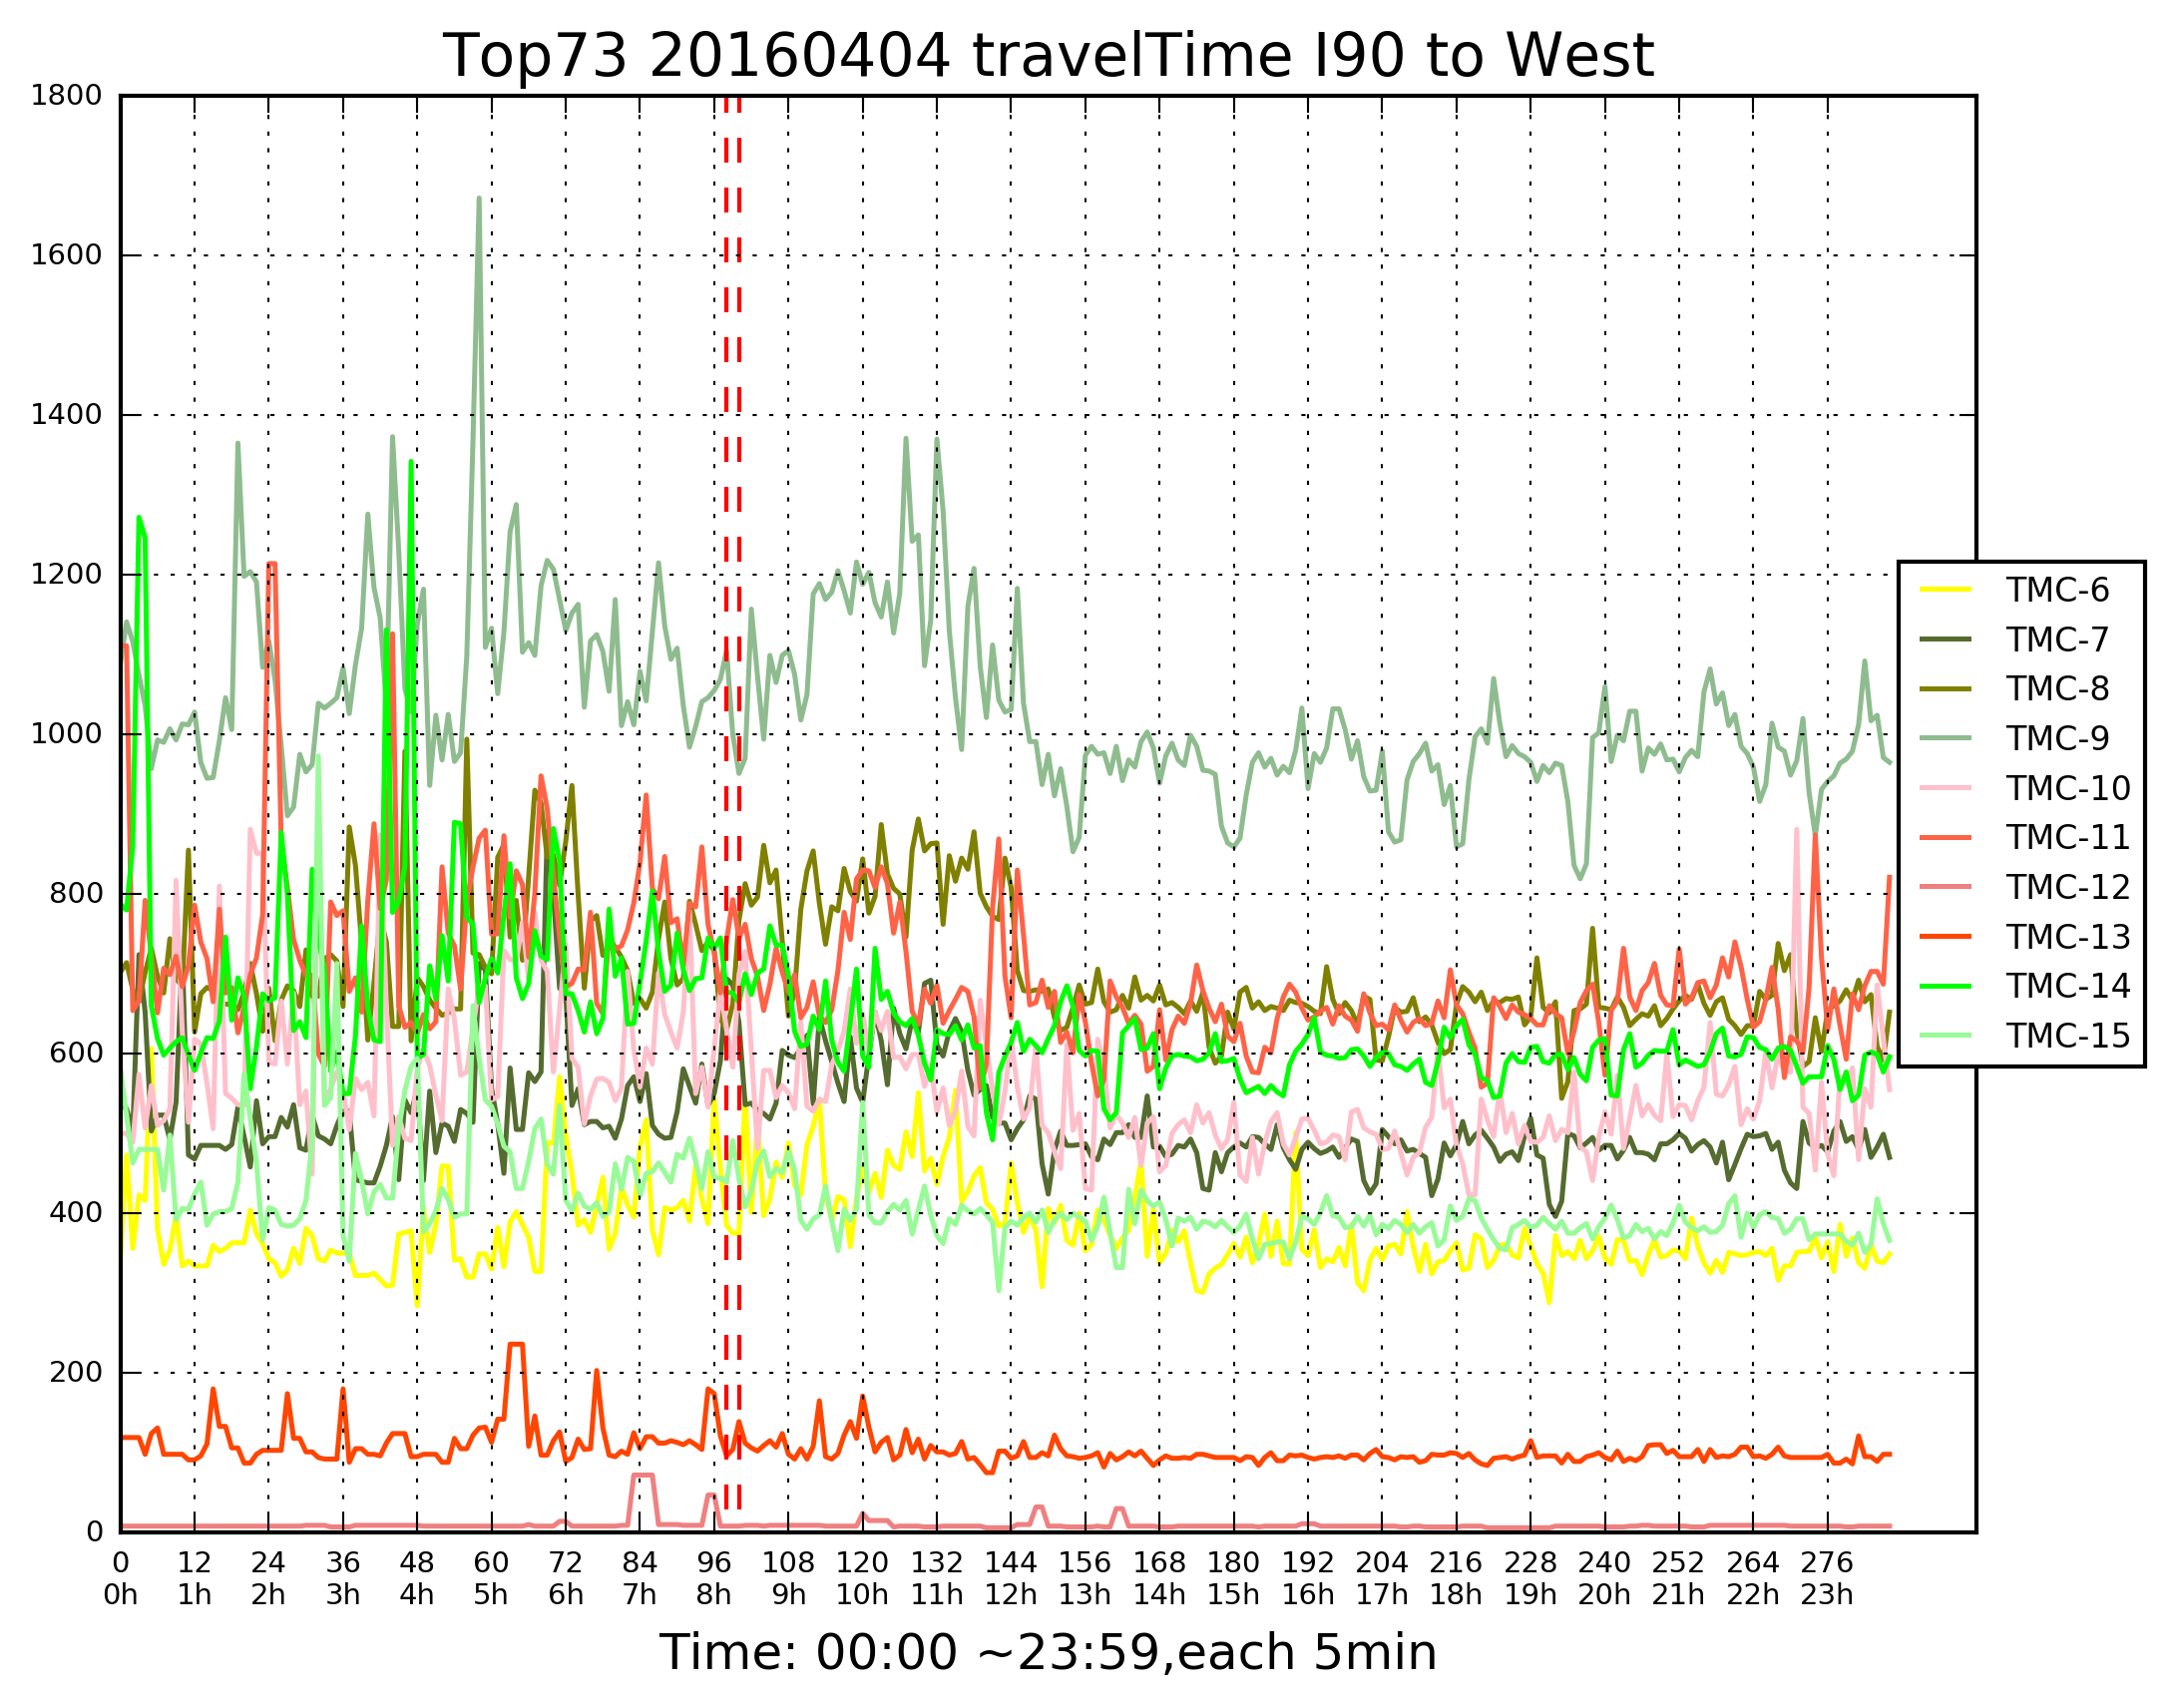 Top73 20160404 travelTime I90 to West
1800
1600
1400
1200
1000
800
600
400
200
0
TMC-6
TMC-7
TMC-8
TMC-9
TMC-10
TMC-11
TMC-12
TMC-13
TMC-14
TMC-15
0 12 24 36 48 60 72 84 96 108 120 132 144 156 168 180 192 204 216 228 240 252 264 276
0h 1h 2h 3h 4h 5h 6h 7h 8h 9h 10h 11h 12h 13h 14h 15h 16h 17h 18h 19h 20h 21h 22h 23h
Time: 00:00 ~23:59,each 5min